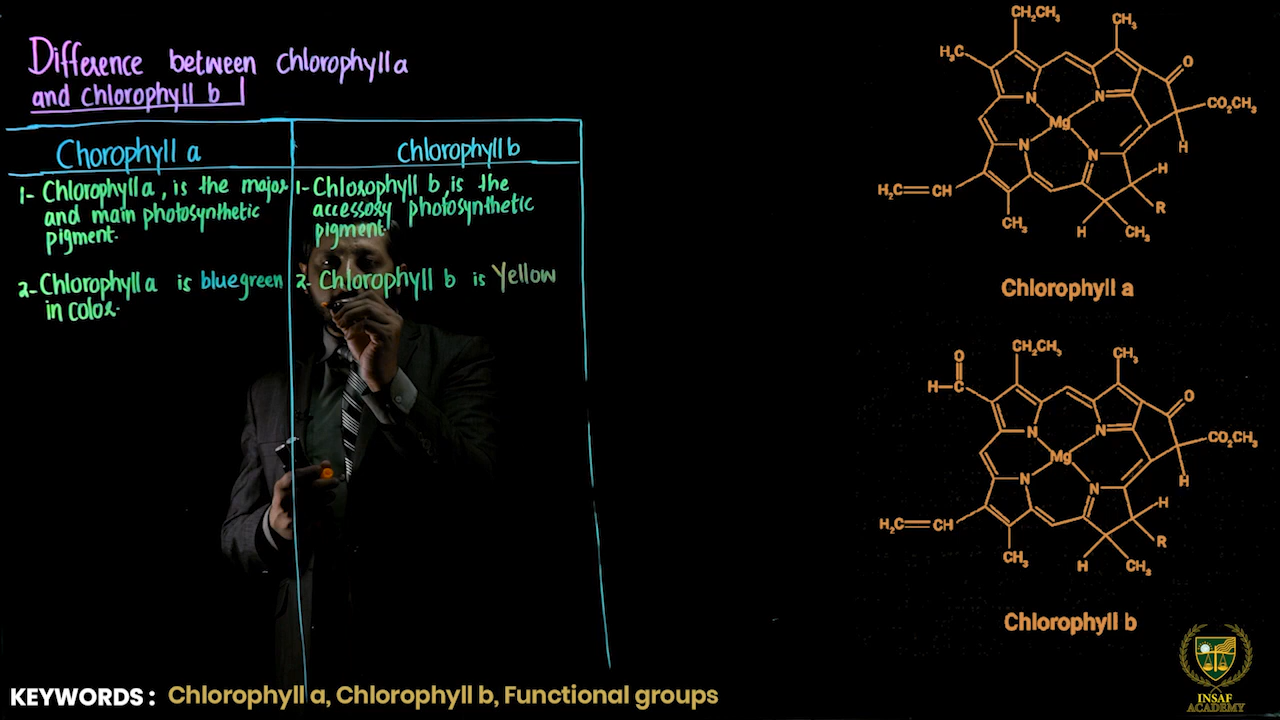 Difference between chlorophyll a
and Chlorophyll b
Chorophyll a
Chlorophyll b
1- Chlorophyll a, is the major
and main photosynthetic
pigment.
2- Chlorophyll a is blue green
in color.
1- Chlorophyll b, is the
accessory photosynthetic
pigment.
2- Chlorophyll b is Yellow
CH₂CH₃
CH₃
H₃C
O
N
N
Mg
CO₂CH₃
N
N
H
H
H₂C=CH
R
CH₃
H
CH₃
Chlorophyll a
O
CH₂CH₃
CH₃
H-C
O
N
N
CO₂CH₃
Mg
N
N
H
H
H₂C=CH
R
CH₃
H
CH₃
Chlorophyll b
KEYWORDS : Chlorophyll a, Chlorophyll b, Functional groups
INSAF
ACADEMY